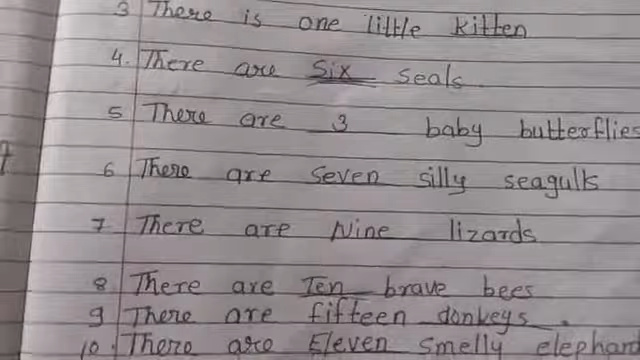 3 There is one little kitten
4. There are Six seals
5 There are 3 baby butterflies
6 There are seven silly seagulls
7 There are Nine lizards
8 There are Ten brave bees
9 There are fifteen donkeys.
10. There are Eleven smelly elephan